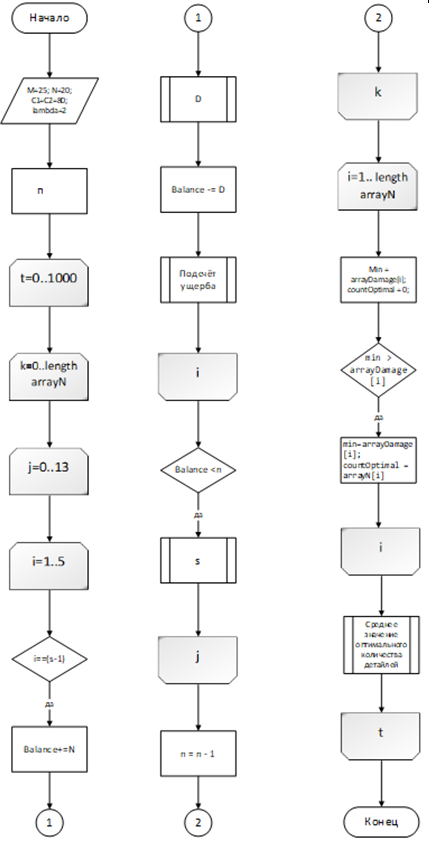 Начало
M=25; N=20;
C1=C2=80;
lambda=2
n
t=0..1000
k=0..length
arrayN
j=0..13
i=1..5
i==(s-1)
да
Balance+=N
1
1
D
Balance -= D
Подсчёт
ущерба
i
Balance <n
да
s
j
n = n - 1
2
2
k
i=1.. length
arrayN
Min =
arrayDamage[i];
countOptimal = 0;
min >
arrayDamage
[i]
да
min=arrayDamage
[i];
countOptimal =
arrayN[i]
i
Среднее
значение
оптимального
количества
деталей
t
Конец